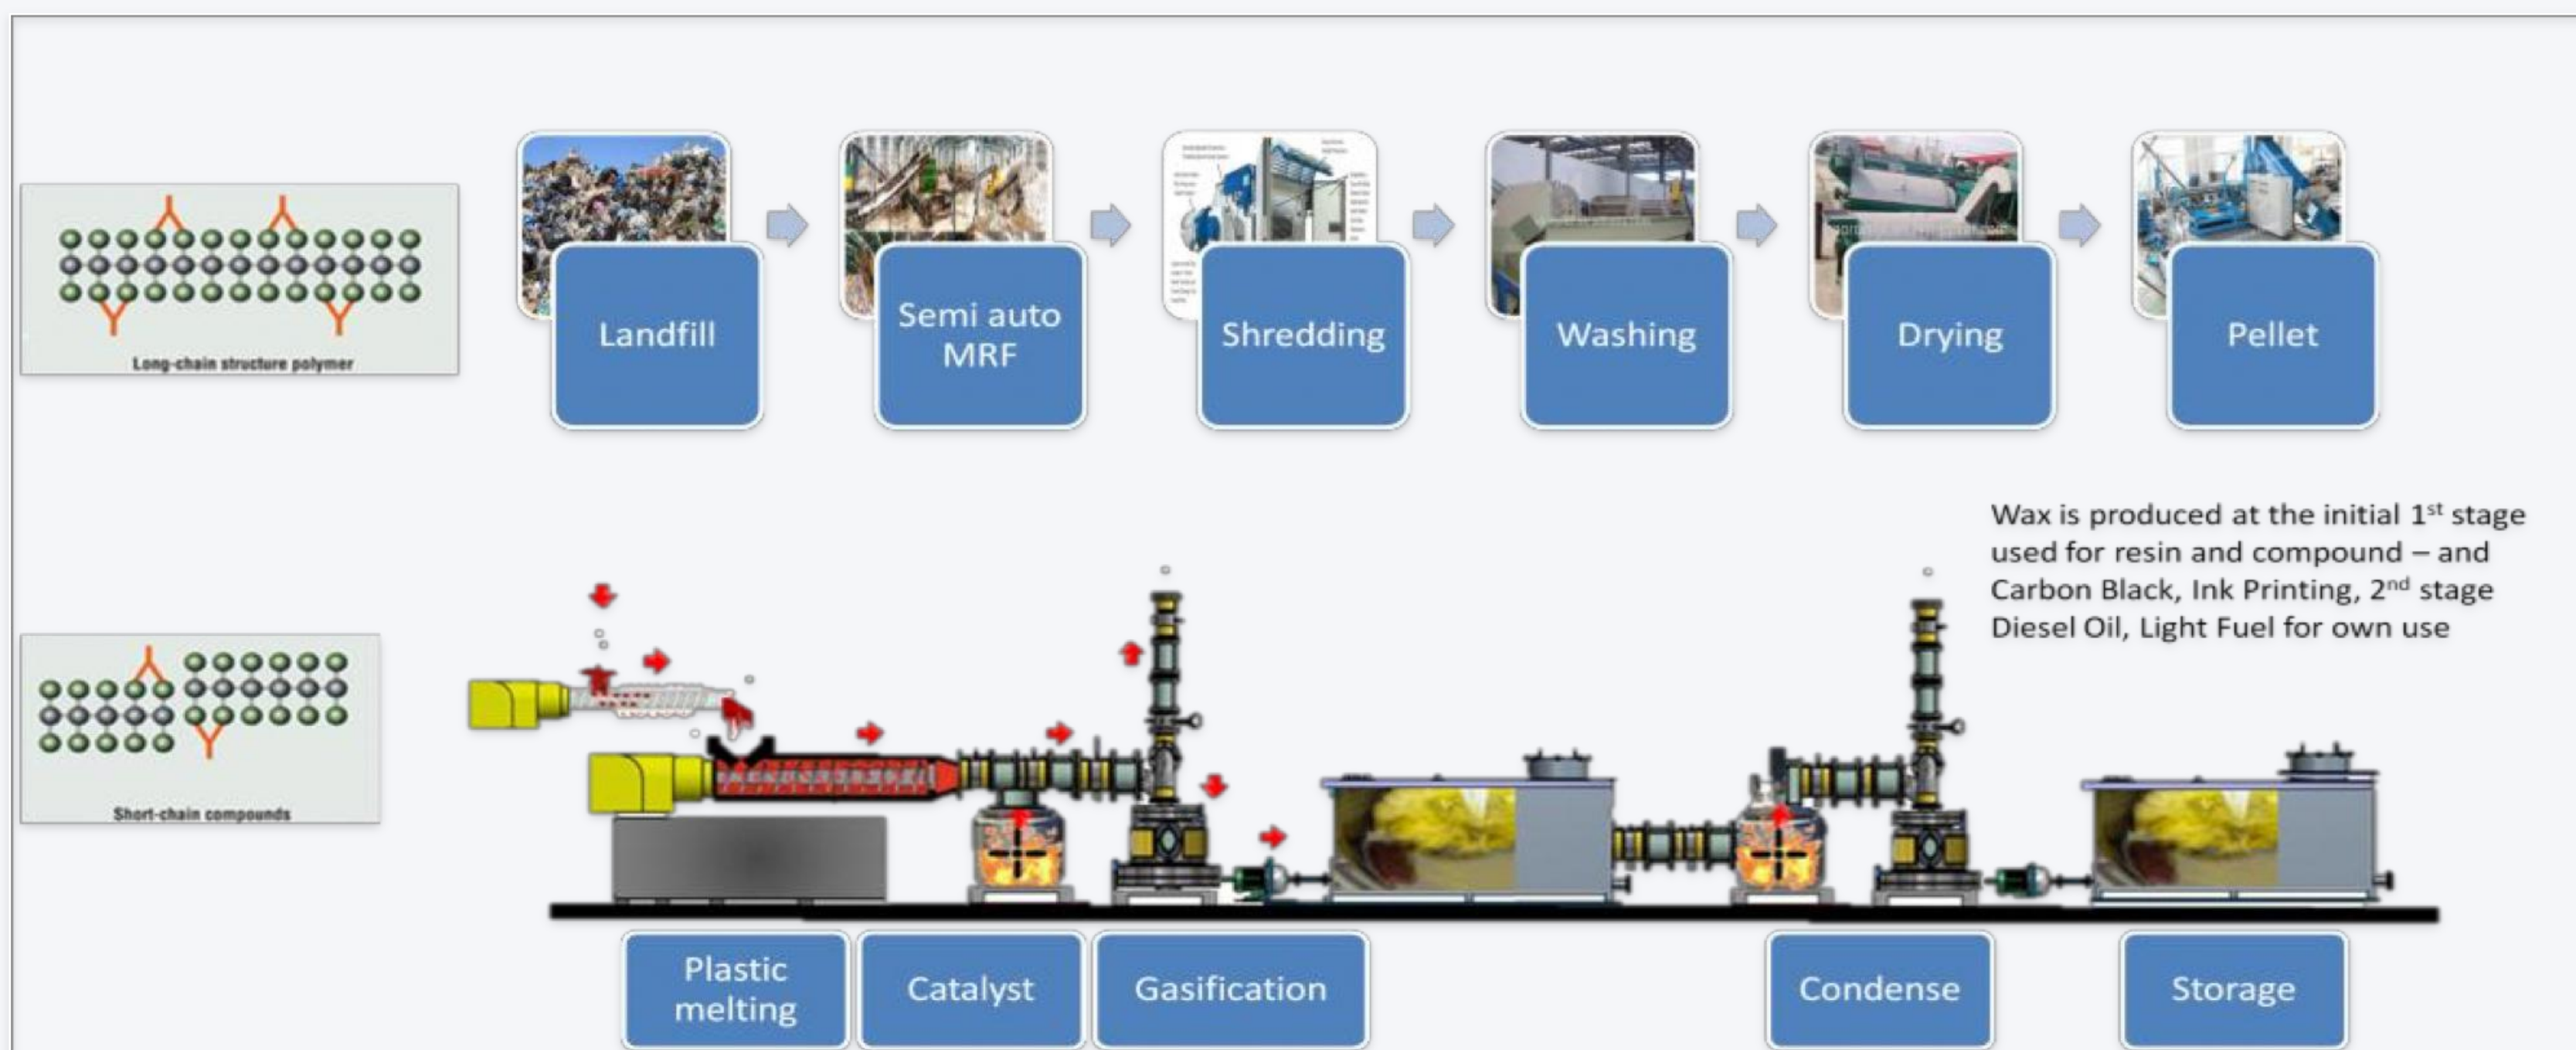 Long-chain structure polymer
Landfill
Semi auto
MRF
Shredding
Washing
Drying
Pellet
Wax is produced at the initial 1st stage
used for resin and compound – and
Carbon Black, Ink Printing, 2nd stage
Diesel Oil, Light Fuel for own use
Short-chain compounds
Plastic
melting
Catalyst
Gasification
Condense
Storage